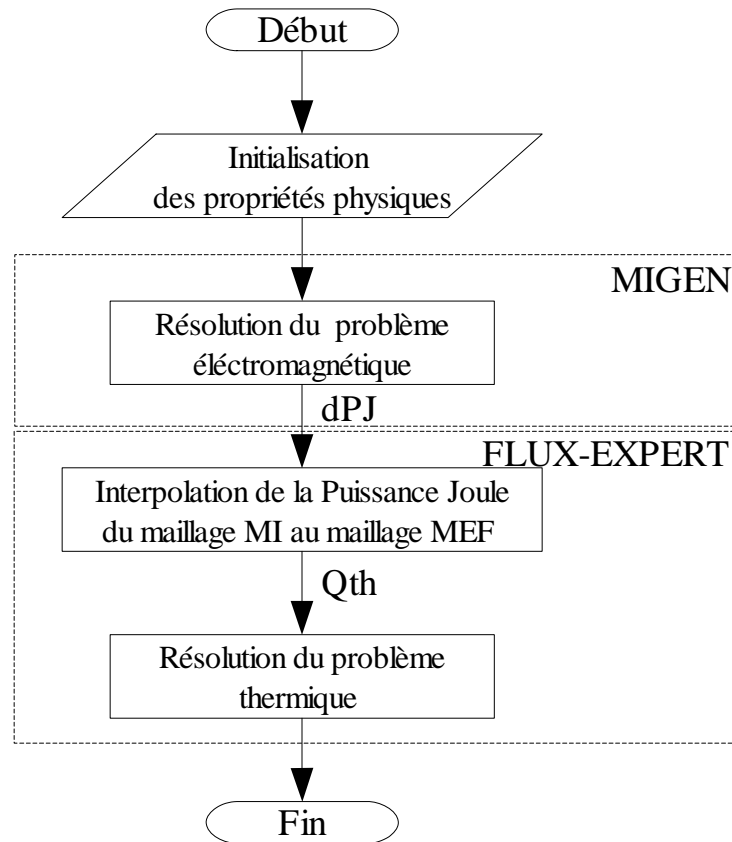 Début
Initialisation
des propriétés physiques
MIGEN
Résolution du problème
éléctromagnétique
dPJ
FLUX-EXPERT
Interpolation de la Puissance Joule
du maillage MI au maillage MEF
Qth
Résolution du problème
thermique
Fin